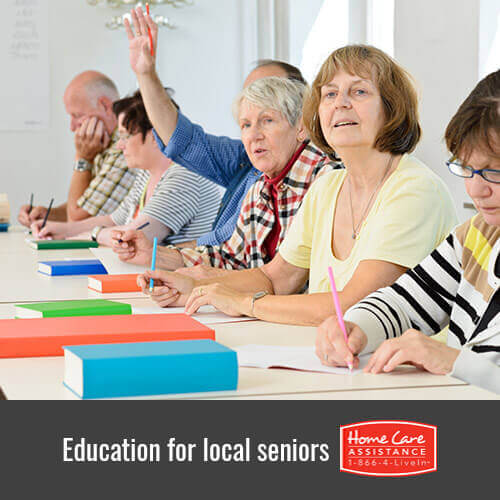 Education for local seniors
Home Care
ASSISTANCE
1-866-4-LiveIn